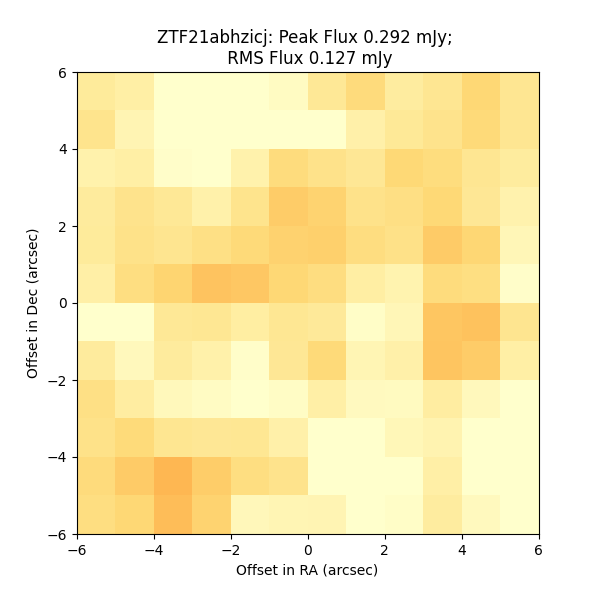 ZTF21abhzicj: Peak Flux 0.292 mJy;
RMS Flux 0.127 mJy
6
4
2
0
−2
−4
−6
Offset in Dec (arcsec)
−6 −4 −2 0 2 4 6
Offset in RA (arcsec)